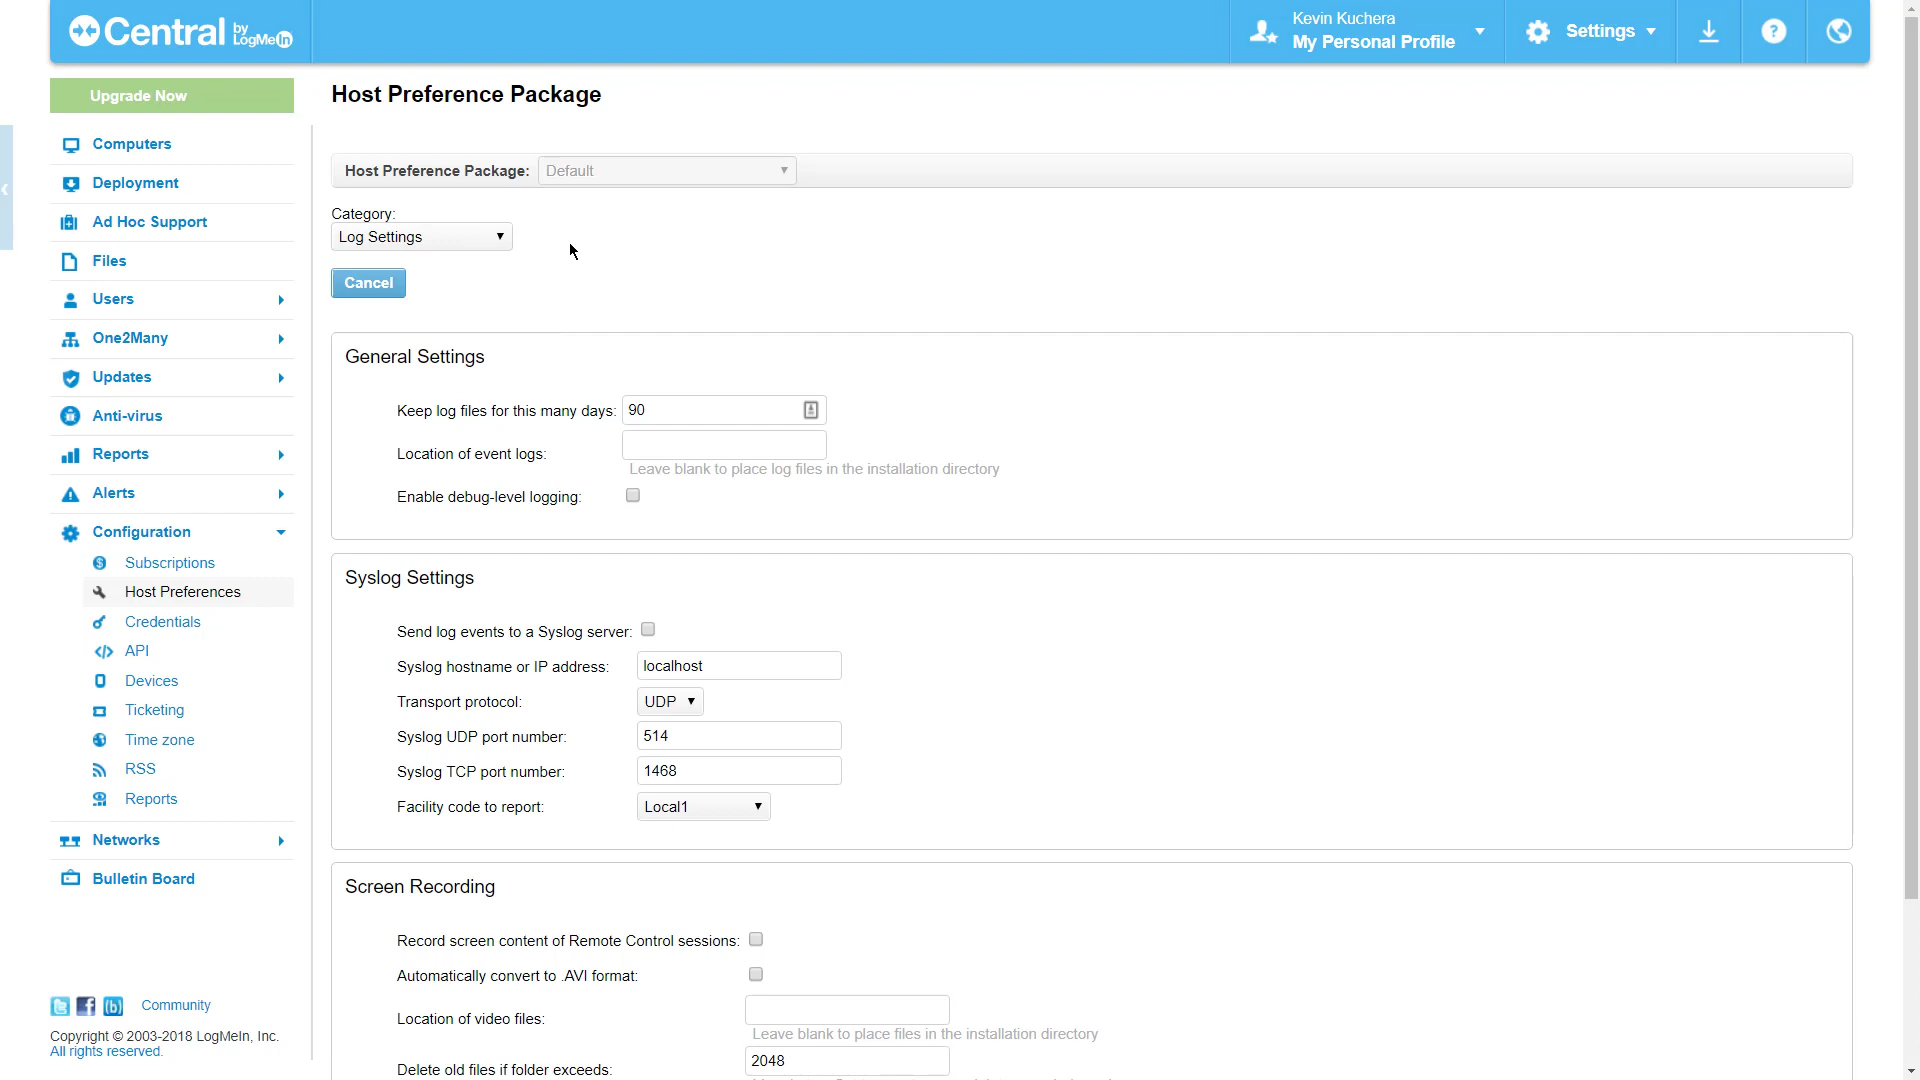 Central by LogMeIn
Kevin Kuchera
My Personal Profile
Settings
?
Upgrade Now
Computers
Deployment
Ad Hoc Support
Files
Users
One2Many
Updates
Anti-virus
Reports
Alerts
Configuration
Subscriptions
Host Preferences
Credentials
API
Devices
Ticketing
Time zone
RSS
Reports
Networks
Bulletin Board
Community
Copyright © 2003-2018 LogMeIn, Inc.
All rights reserved.
Host Preference Package
Host Preference Package: Default
Category:
Log Settings
Cancel
General Settings
Keep log files for this many days: 90
Location of event logs:
Leave blank to place log files in the installation directory
Enable debug-level logging:
Syslog Settings
Send log events to a Syslog server:
Syslog hostname or IP address: localhost
Transport protocol: UDP
Syslog UDP port number: 514
Syslog TCP port number: 1468
Facility code to report: Local1
Screen Recording
Record screen content of Remote Control sessions:
Automatically convert to .AVI format:
Location of video files:
Leave blank to place files in the installation directory
Delete old files if folder exceeds: 2048